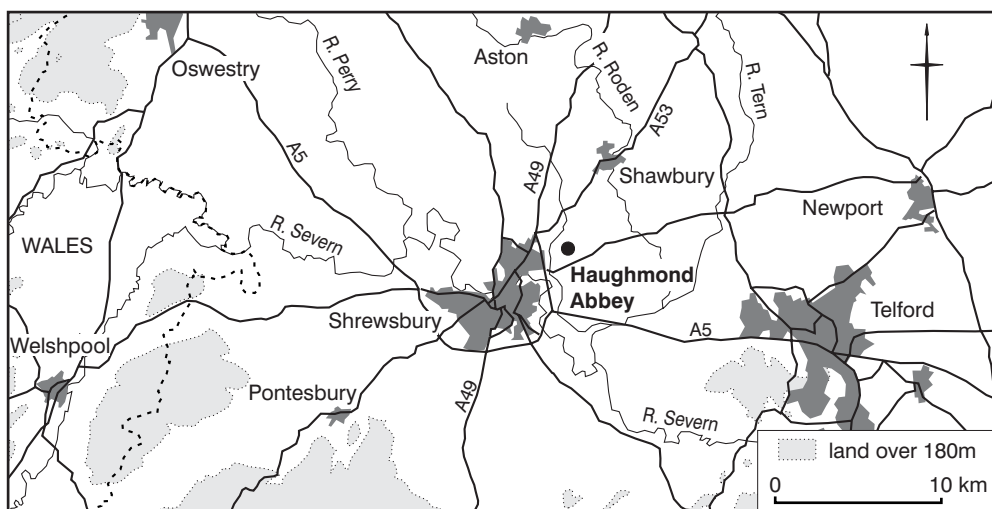 Oswestry
R. Perry
Aston
R. Roden
A53
R. Tern
A5
A49
Shawbury
Newport
WALES
R. Severn
Haughmond
Abbey
Shrewsbury
Telford
A5
Welshpool
Pontesbury
A49
R. Severn
land over 180m
0 10 km